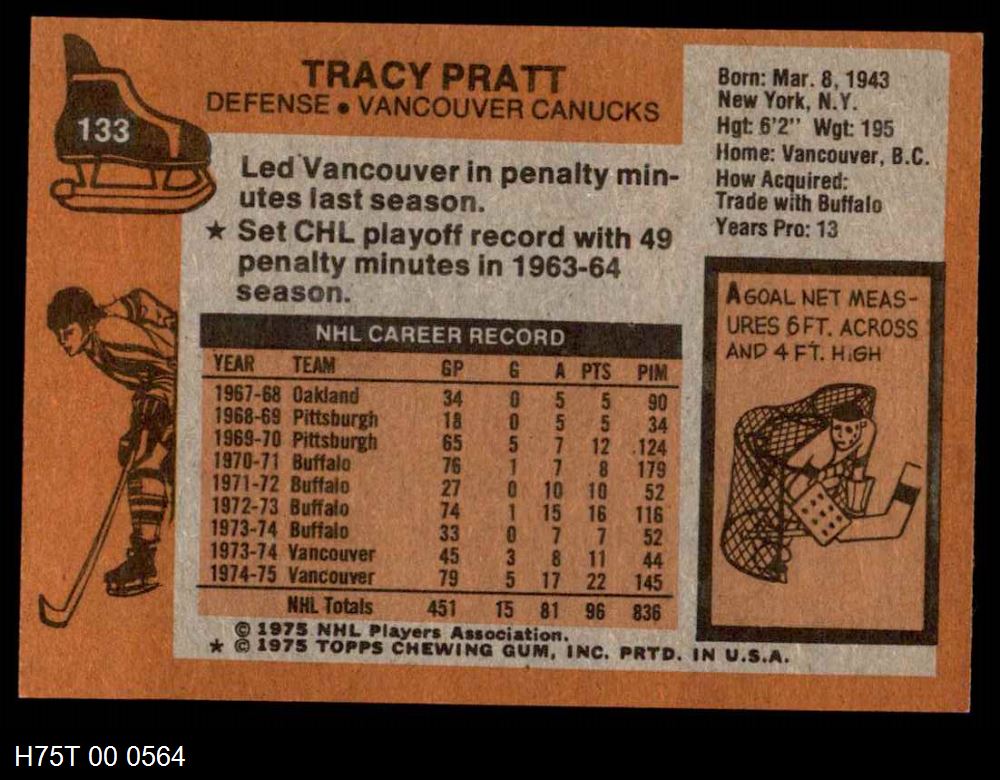 133
TRACY PRATT
DEFENSE • VANCOUVER CANUCKS
Led Vancouver in penalty min-
utes last season.
★ Set CHL playoff record with 49
penalty minutes in 1963-64
season.
Born: Mar. 8, 1943
New York, N.Y.
Hgt: 6'2" Wgt: 195
Home: Vancouver, B.C.
How Acquired:
Trade with Buffalo
Years Pro: 13
NHL CAREER RECORD
YEAR TEAM GP G A PTS PIM
1967-68 Oakland 34 0 5 5 90
1968-69 Pittsburgh 18 0 5 5 34
1969-70 Pittsburgh 65 5 7 12 .124
1970-71 Buffalo 76 1 7 8 179
1971-72 Buffalo 27 0 10 10 52
1972-73 Buffalo 74 1 15 16 116
1973-74 Buffalo 33 0 7 7 52
1973-74 Vancouver 45 3 8 11 44
1974-75 Vancouver 79 5 17 22 145
NHL Totals 451 15 81 96 836
A GOAL NET MEAS-
URES 6 FT. ACROSS
AND 4 FT. HIGH
© 1975 NHL Players Association.
★ © 1975 TOPPS CHEWING GUM, INC. PRTD. IN U.S.A.
H75T 00 0564